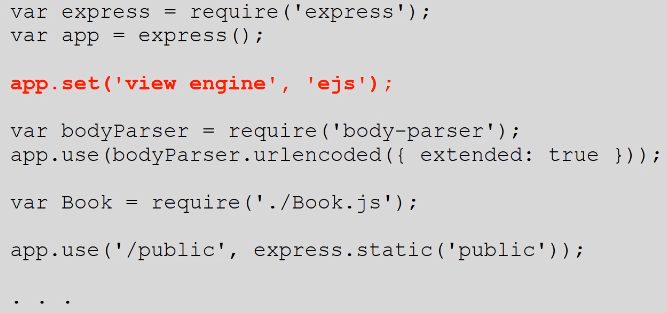 var express = require('express');
var app = express();
app.set('view engine', 'ejs');
var bodyParser = require('body-parser');
app.use(bodyParser.urlencoded({ extended: true }));
var Book = require('./Book.js');
app.use('/public', express.static('public'));
. . .